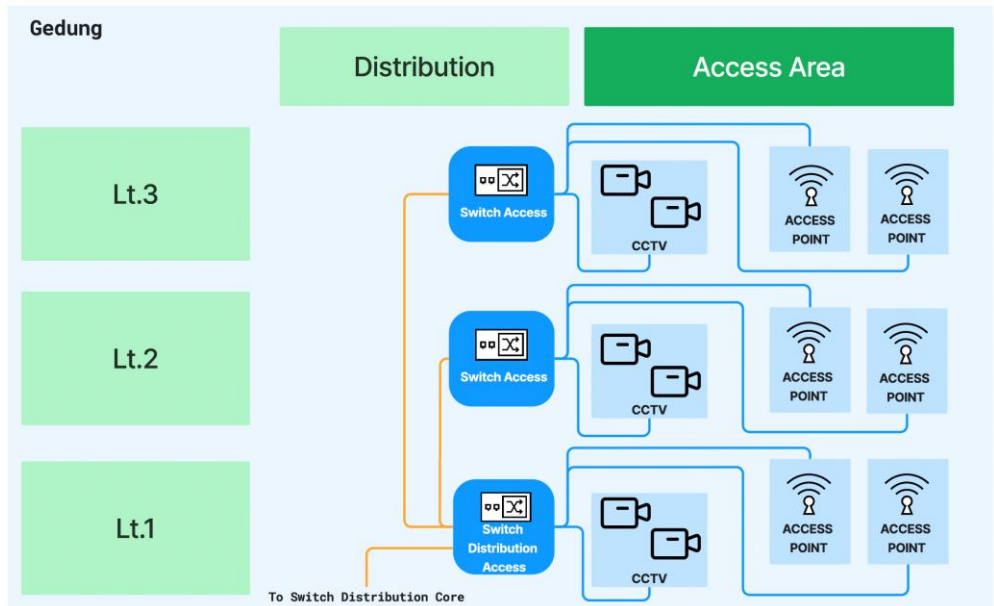 Gedung
Distribution
Access Area
Lt.3
Switch Access
CCTV
ACCESS
POINT
ACCESS
POINT
Lt.2
Switch Access
CCTV
ACCESS
POINT
ACCESS
POINT
Lt.1
Switch
Distribution
Access
CCTV
ACCESS
POINT
ACCESS
POINT
To Switch Distribution Core